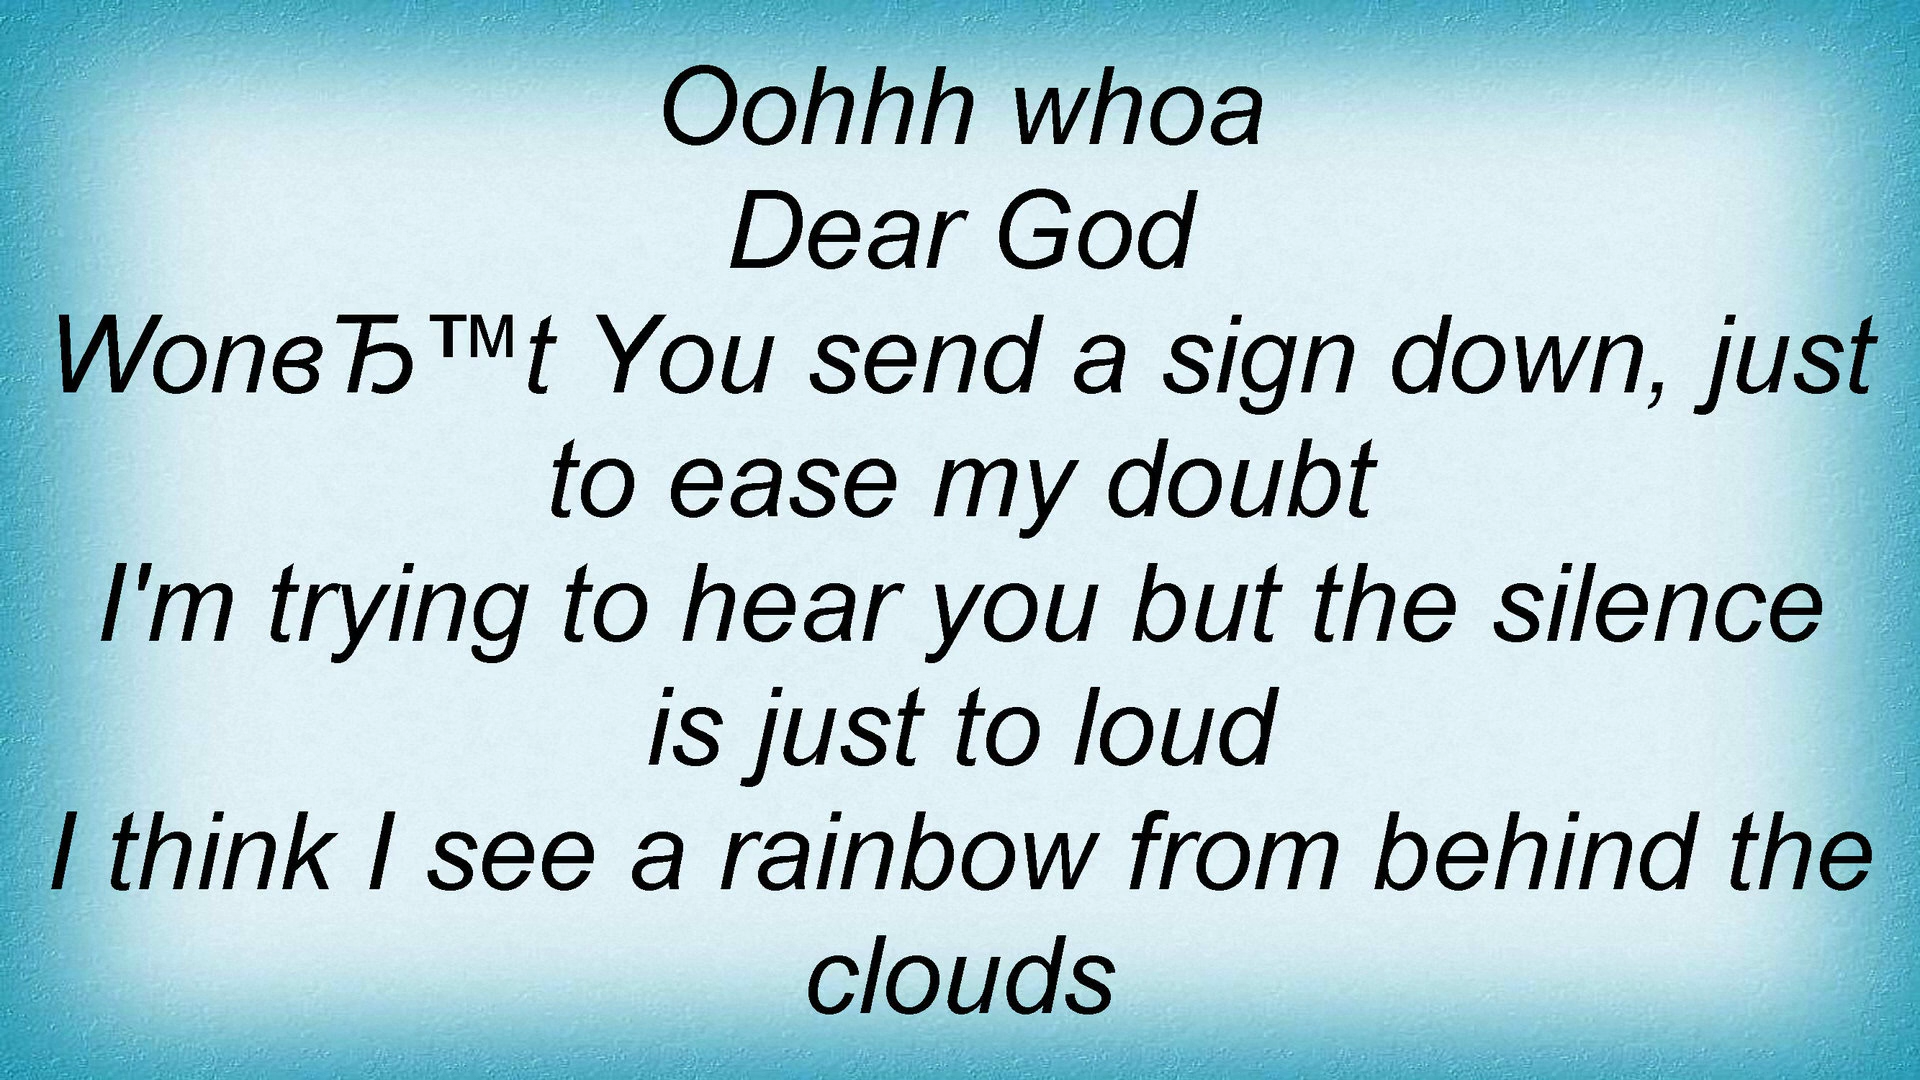 Oohhh whoa
Dear God
WonвЂ™t You send a sign down, just
to ease my doubt
I'm trying to hear you but the silence
is just to loud
I think I see a rainbow from behind the
clouds